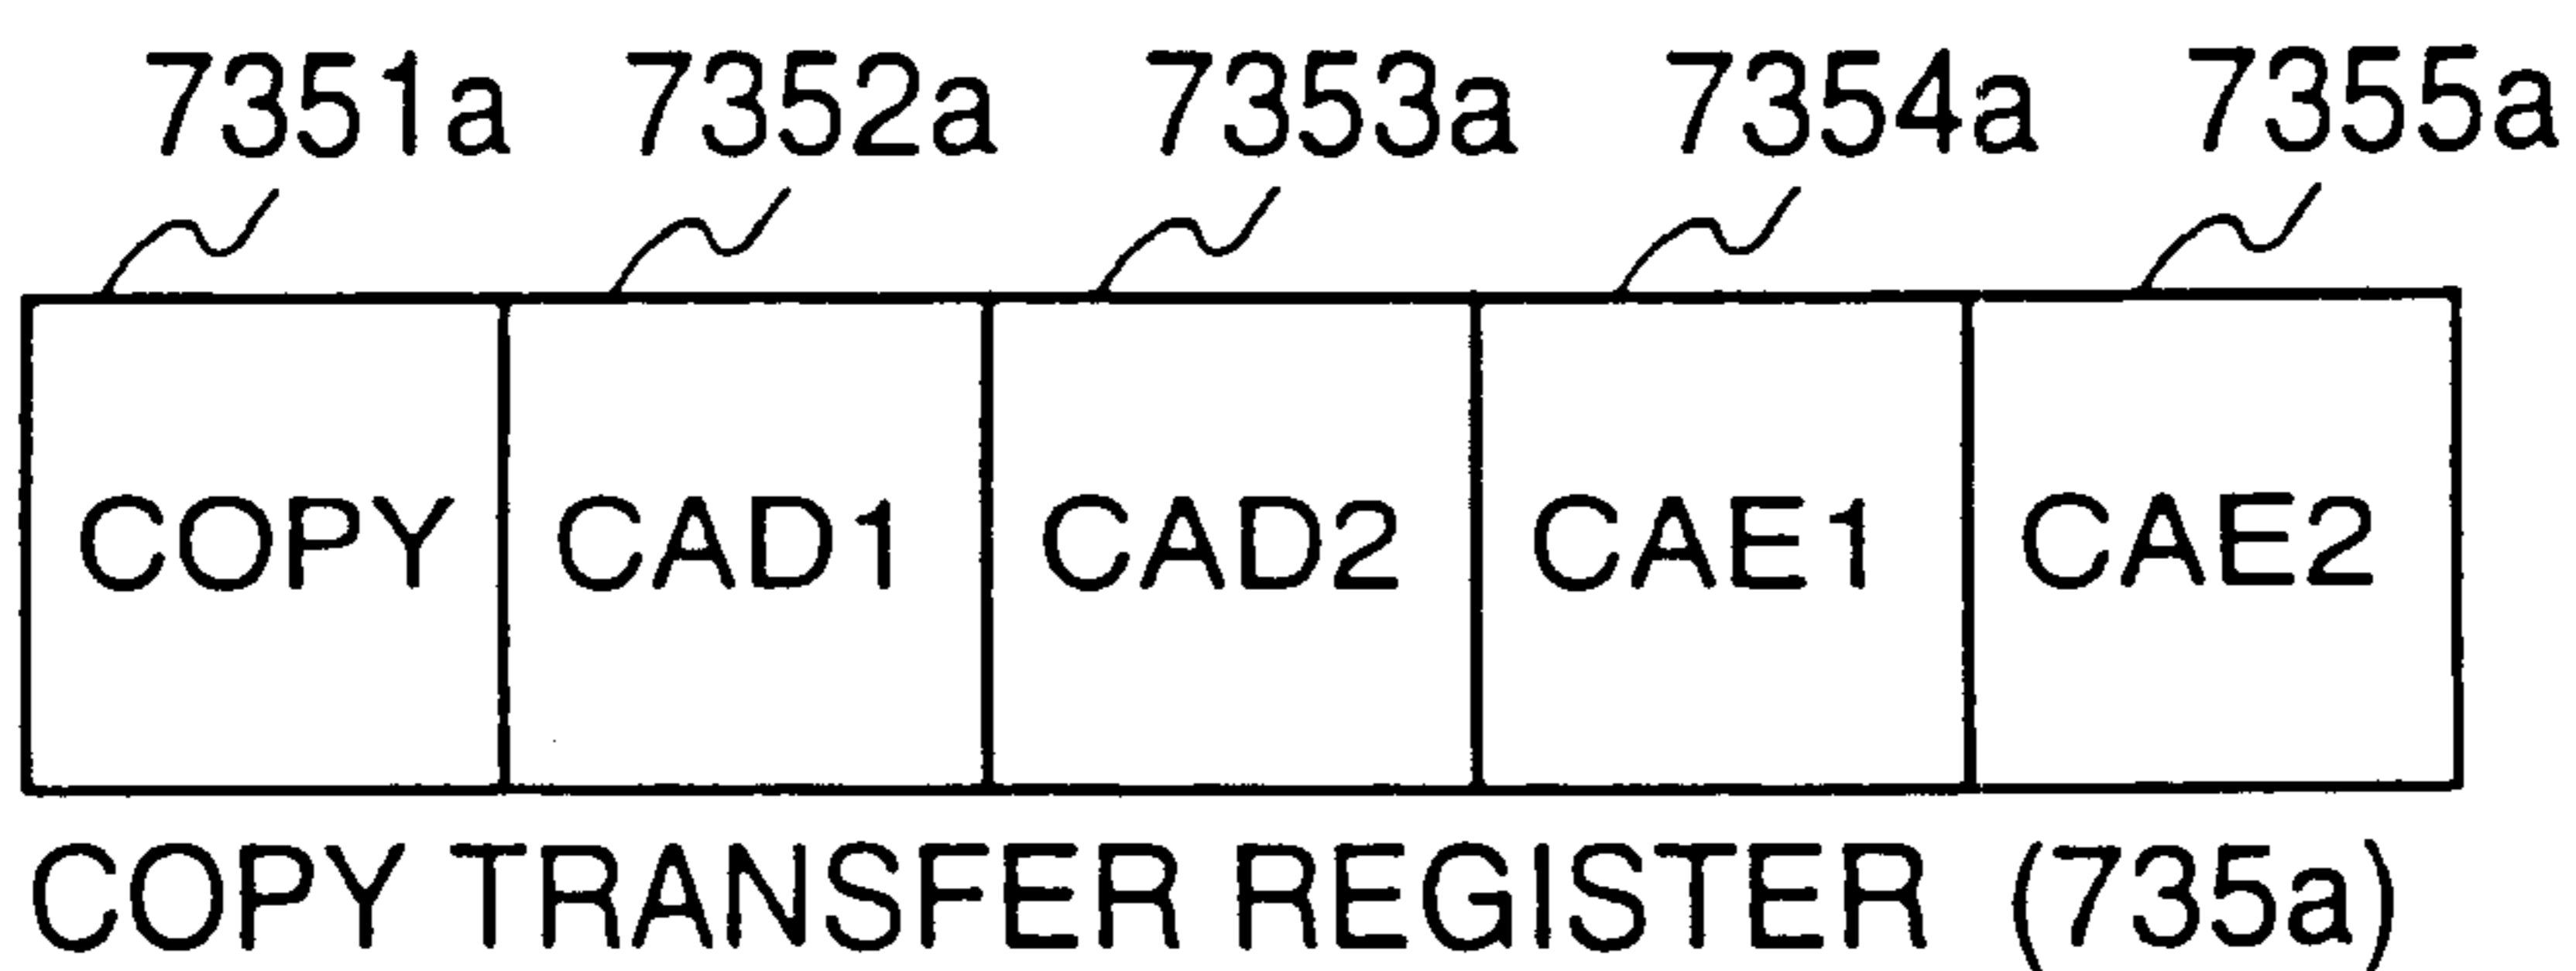 7351a 7352a 7353a 7354a 7355a
COPY CAD1 CAD2 CAE1 CAE2
COPY TRANSFER REGISTER (735a)